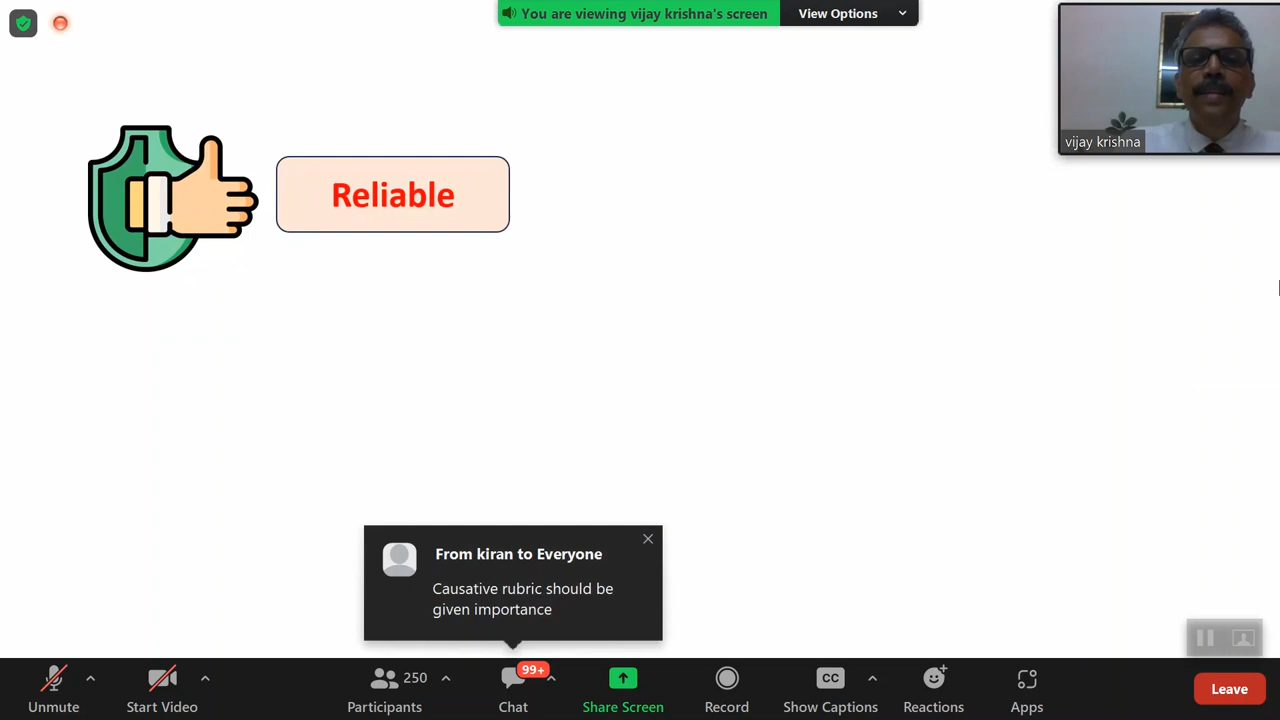 You are viewing vijay krishna's screen
View Options
vijay krishna
Reliable
From kiran to Everyone
Causative rubric should be
given importance
250
99+
CC
Unmute
Start Video
Participants
Chat
Share Screen
Record
Show Captions
Reactions
Apps
Leave